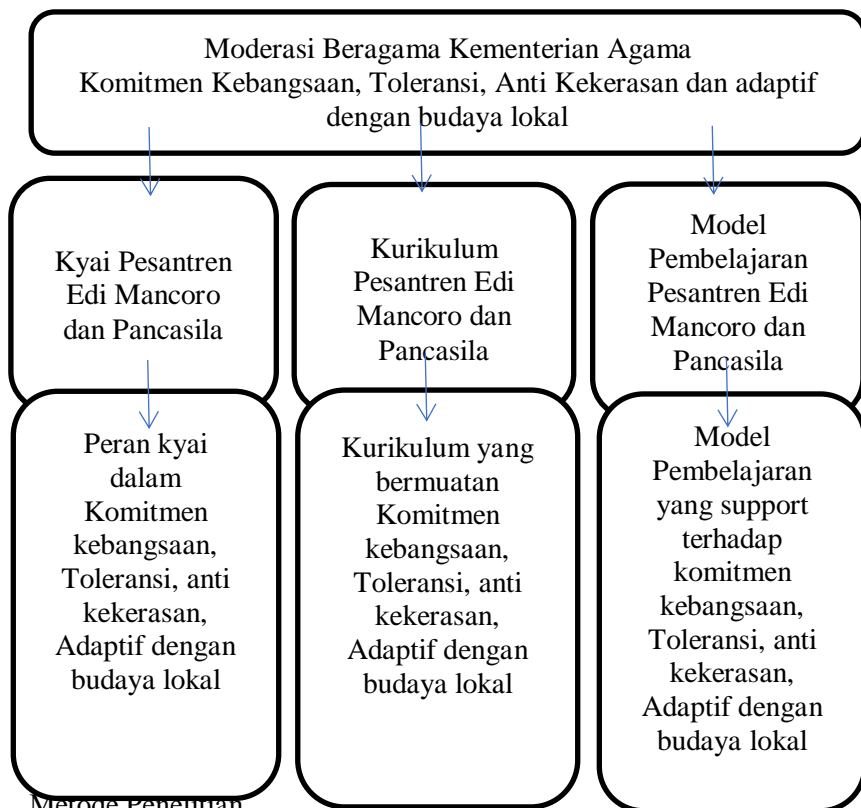 Moderasi Beragama Kementerian Agama
Komitmen Kebangsaan, Toleransi, Anti Kekerasan dan adaptif
dengan budaya lokal
Kyai Pesantren
Edi Mancoro
dan Pancasila
Kurikulum
Pesantren Edi
Mancoro dan
Pancasila
Model
Pembelajaran
Pesantren Edi
Mancoro dan
Pancasila
Peran kyai
dalam
Komitmen
kebangsaan,
Toleransi, anti
kekerasan,
Adaptif dengan
budaya lokal
Kurikulum yang
bermuatan
Komitmen
kebangsaan,
Toleransi, anti
kekerasan,
Adaptif dengan
budaya lokal
Model
Pembelajaran
yang support
terhadap
komitmen
kebangsaan,
Toleransi, anti
kekerasan,
Adaptif dengan
budaya lokal
Metode Penelitian